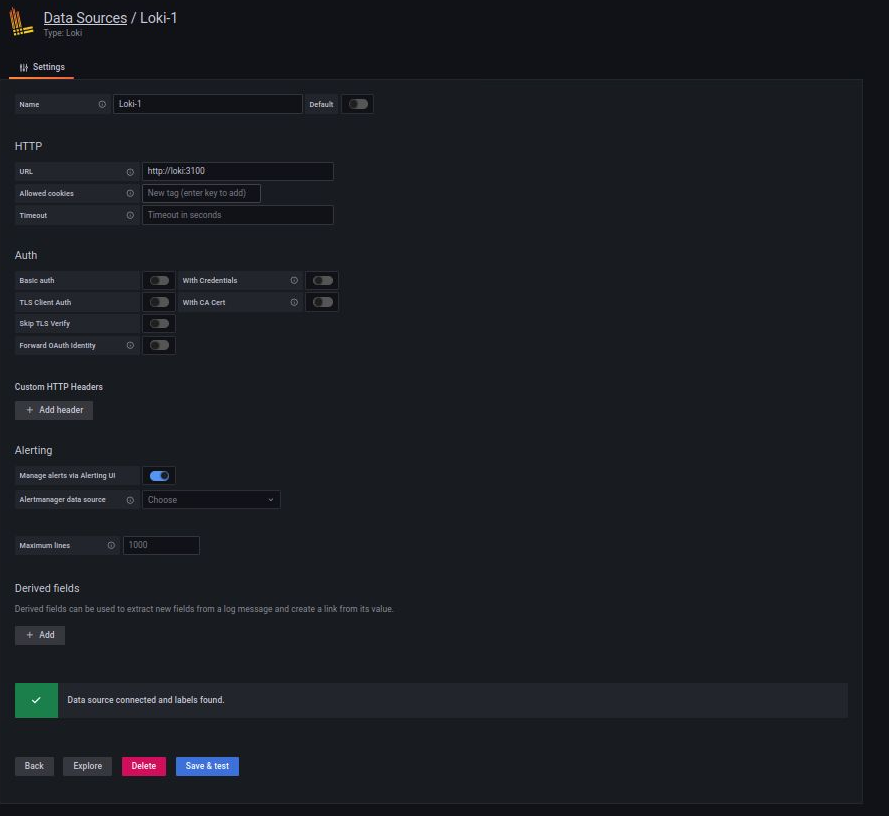 Data Sources / Loki-1
Type: Loki
Settings
Name Loki-1 Default
HTTP
URL http://loki:3100
Allowed cookies New tag (enter key to add)
Timeout Timeout in seconds
Auth
Basic auth With Credentials
TLS Client Auth With CA Cert
Skip TLS Verify
Forward OAuth Identity
Custom HTTP Headers
+ Add header
Alerting
Manage alerts via Alerting UI
Alertmanager data source Choose
Maximum lines 1000
Derived fields
Derived fields can be used to extract new fields from a log message and create a link from its value.
+ Add
Data source connected and labels found.
Back Explore Delete Save & test